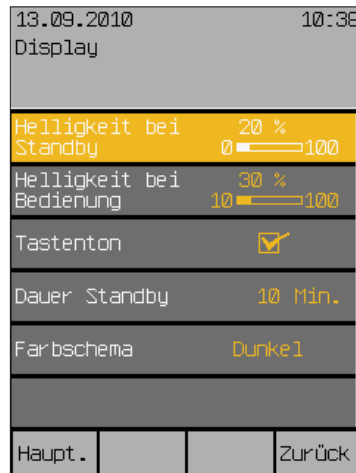 13.09.2010 10:38
Display
Helligkeit bei 20 %
Standby 0 100
Helligkeit bei 30 %
Bedienung 10 100
Tastenton
Dauer Standby 10 Min.
Farbschema Dunkel
Haupt. Zurück